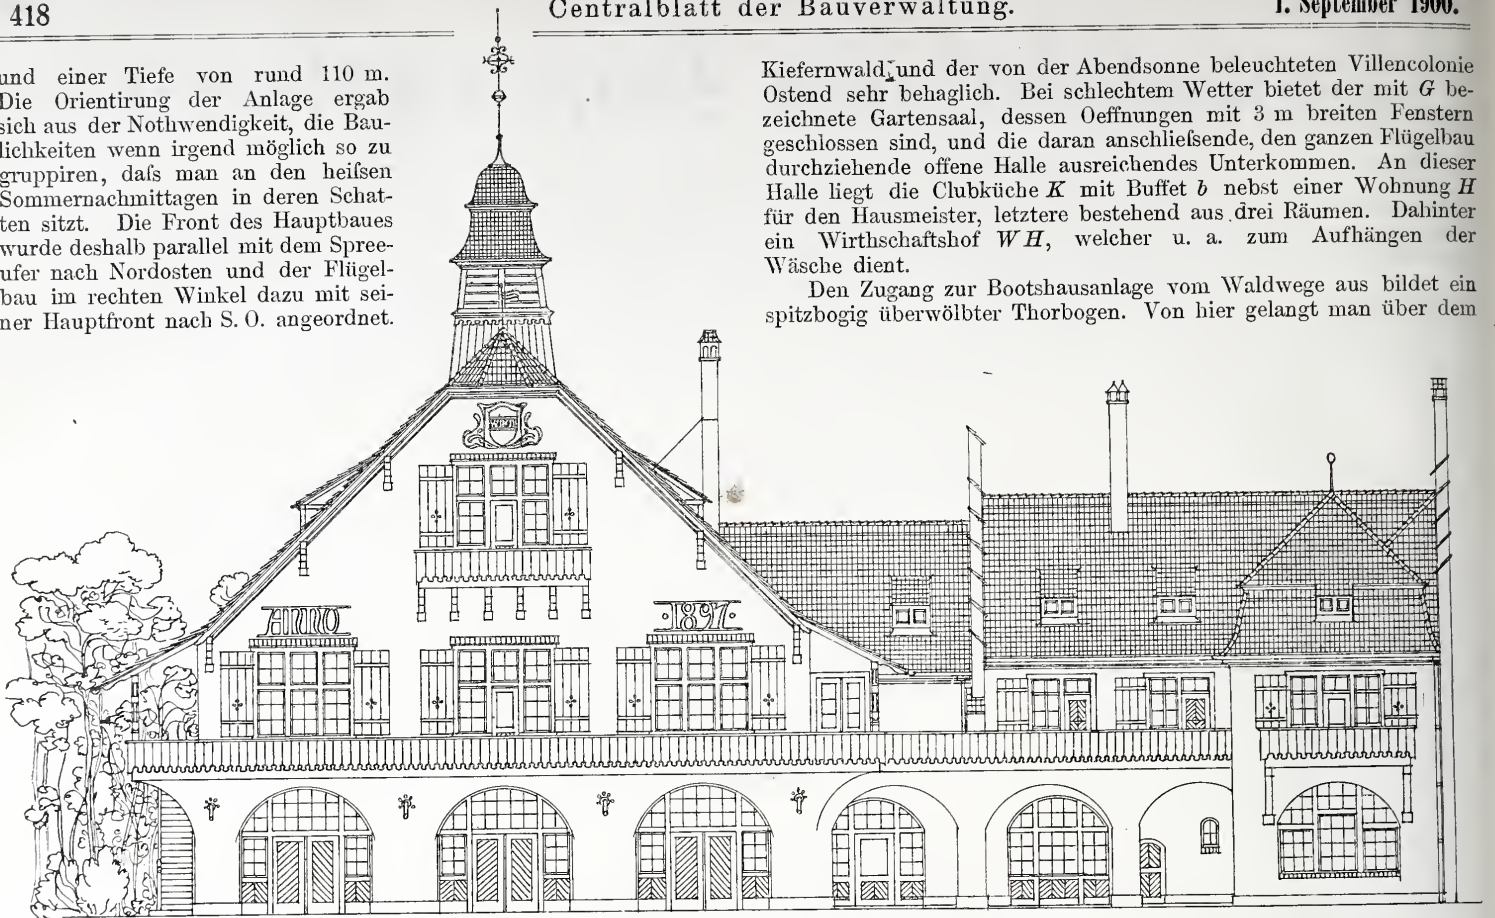 418
Centralblatt der Bauverwaltung.
1. September 1900.
und einer Tiefe von rund 110 m.
Die Orientirung der Anlage ergab
sich aus der Nothwendigkeit, die Bau-
lichkeiten wenn irgend möglich so zu
gruppiren, daſs man an den heiſsen
Sommernachmittagen in deren Schat-
ten sitzt. Die Front des Hauptbaues
wurde deshalb parallel mit dem Spree-
ufer nach Nordosten und der Flügel-
bau im rechten Winkel dazu mit sei-
ner Hauptfront nach S. O. angeordnet.
Kiefernwald und der von der Abendsonne beleuchteten Villencolonie
Ostend sehr behaglich. Bei schlechtem Wetter bietet der mit G be-
zeichnete Gartensaal, dessen Oeffnungen mit 3 m breiten Fenstern
geschlossen sind, und die daran anschlieſsende, den ganzen Flügelbau
durchziehende offene Halle ausreichendes Unterkommen. An dieser
Halle liegt die Clubküche K mit Buffet b nebst einer Wohnung H
für den Hausmeister, letztere bestehend aus drei Räumen. Dahinter
ein Wirthschaftshof WH, welcher u. a. zum Aufhängen der
Wäsche dient.
Den Zugang zur Bootshausanlage vom Waldwege aus bildet ein
spitzbogig überwölbter Thorbogen. Von hier gelangt man über dem
ANNO
·1897·